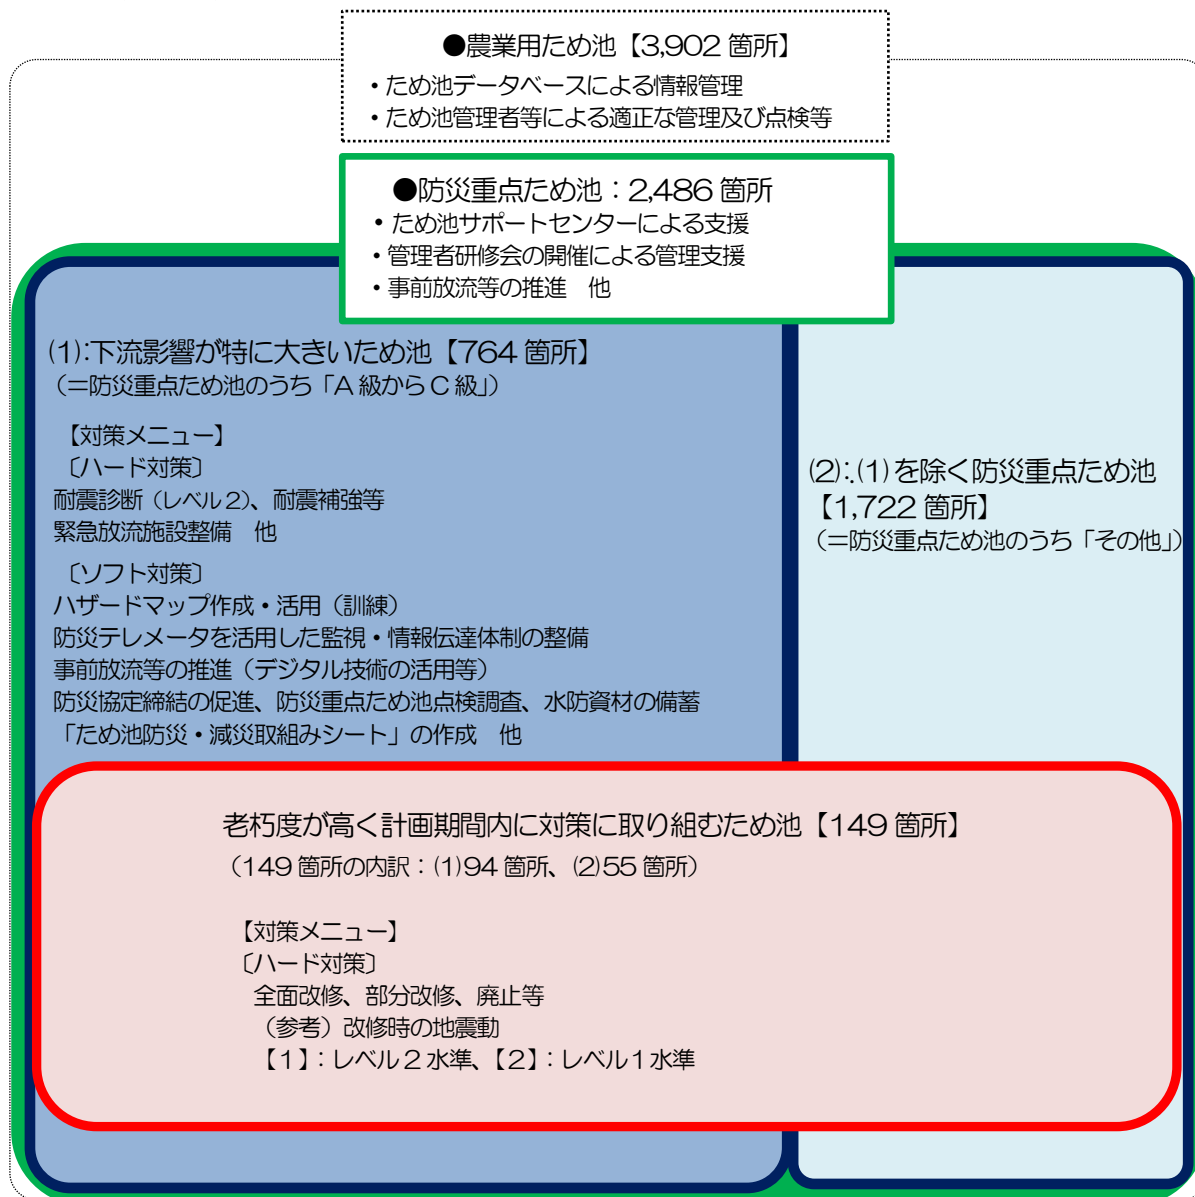 ●農業用ため池【3,902 箇所】
・ため池データベースによる情報管理
・ため池管理者等による適正な管理及び点検等
●防災重点ため池：2,486 箇所
・ため池サポートセンターによる支援
・管理者研修会の開催による管理支援
・事前放流等の推進　他
(1):下流影響が特に大きいため池【764 箇所】
（＝防災重点ため池のうち「A 級から C 級」）
【対策メニュー】
〔ハード対策〕
耐震診断（レベル２）、耐震補強等
緊急放流施設整備　他
〔ソフト対策〕
ハザードマップ作成・活用（訓練）
防災テレメータを活用した監視・情報伝達体制の整備
事前放流等の推進（デジタル技術の活用等）
防災協定締結の促進、防災重点ため池点検調査、水防資材の備蓄
「ため池防災・減災取組みシート」の作成　他
(2):.(1)を除く防災重点ため池
【1,722 箇所】
（＝防災重点ため池のうち「その他」）
老朽度が高く計画期間内に対策に取り組むため池【149 箇所】
（149 箇所の内訳：(1)94 箇所、(2)55 箇所）
【対策メニュー】
〔ハード対策〕
全面改修、部分改修、廃止等
（参考）改修時の地震動
【１】：レベル２水準、【２】：レベル１水準